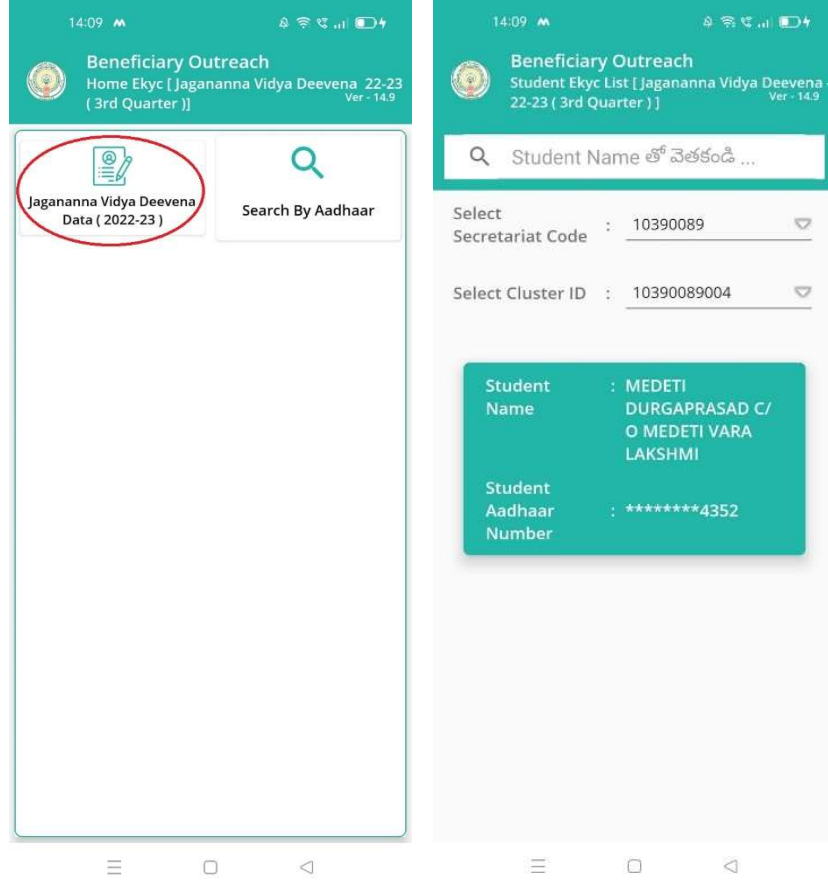 14:09
Beneficiary Outreach
Home Ekyc [ Jagananna Vidya Deevena 22-23
( 3rd Quarter )]
Ver - 14.9
Jagananna Vidya Deevena
Data ( 2022-23 )
Search By Aadhaar
14:09
Beneficiary Outreach
Student Ekyc List [ Jagananna Vidya Deevena -
22-23 ( 3rd Quarter ) ]
Ver - 14.9
Student Name తో వెతకండి ...
Select
Secretariat Code : 10390089
Select Cluster ID : 10390089004
Student : MEDETI
Name DURGAPRASAD C/
O MEDETI VARA
LAKSHMI
Student
Aadhaar : ********4352
Number